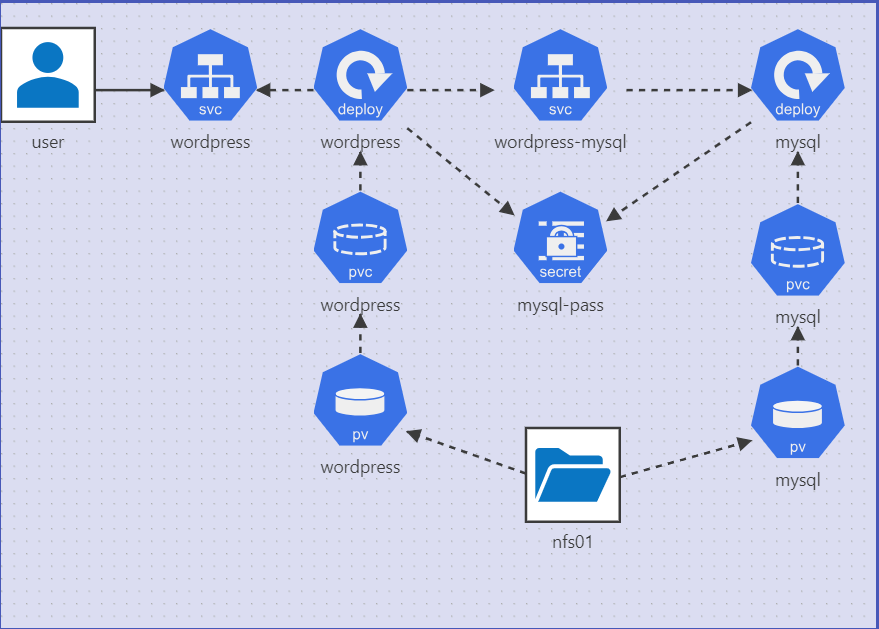 svc
deploy
svc
deploy
user
wordpress
wordpress
wordpress-mysql
mysql
pvc
secret
pvc
wordpress
mysql-pass
mysql
pv
pv
wordpress
mysql
nfs01